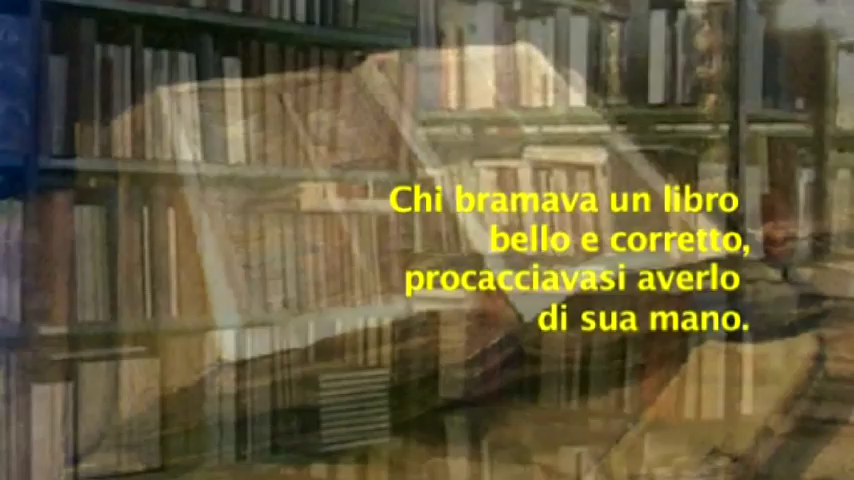 Chi bramava un libro
bello e corretto,
procacciavasi averlo
di sua mano.